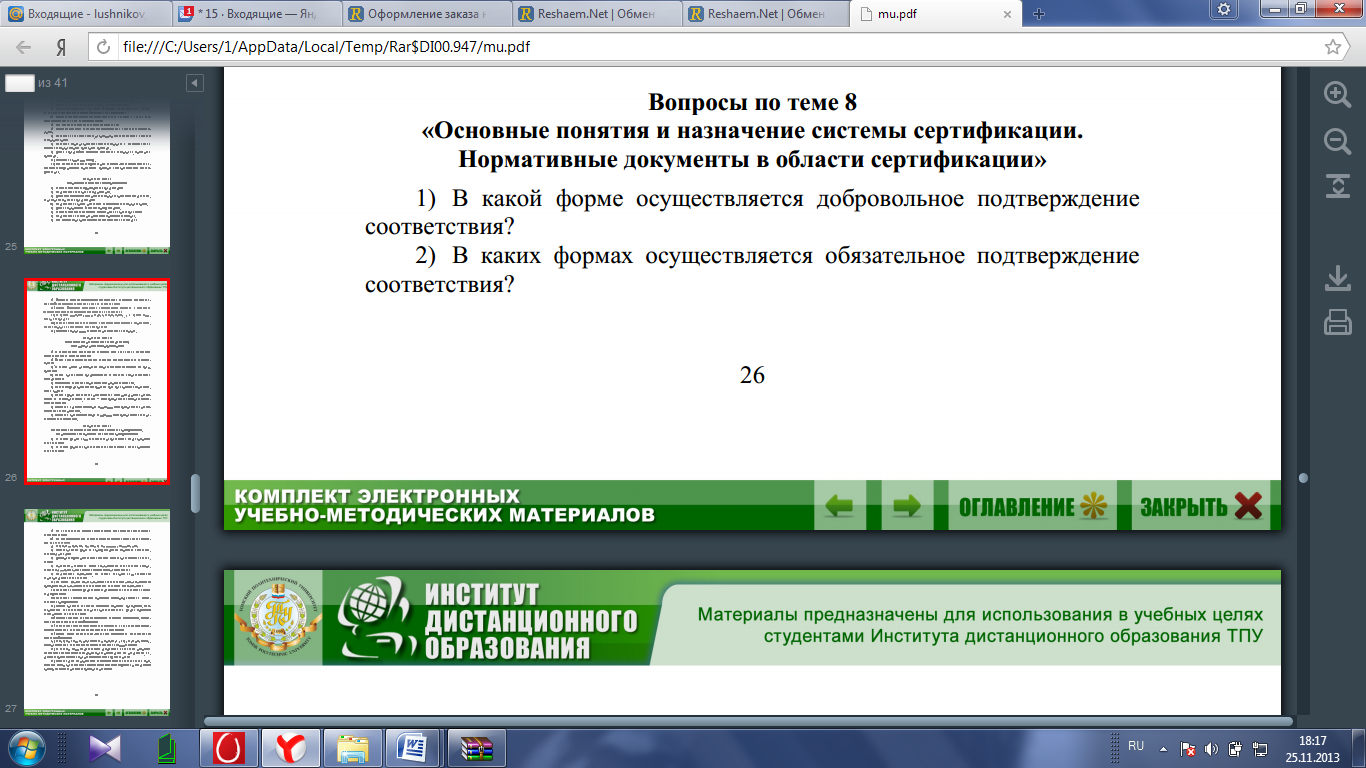 Входящие - lushnikov
* 15 · Входящие — Ян
Оформление заказа
Reshaem.Net | Обмен
Reshaem.Net | Обмен
mu.pdf
file:///C:/Users/1/AppData/Local/Temp/Rar$DI00.947/mu.pdf
из 41
25
26
27
Вопросы по теме 8
«Основные понятия и назначение системы сертификации.
Нормативные документы в области сертификации»
1) В какой форме осуществляется добровольное подтверждение
соответствия?
2) В каких формах осуществляется обязательное подтверждение
соответствия?
26
КОМПЛЕКТ ЭЛЕКТРОННЫХ
УЧЕБНО-МЕТОДИЧЕСКИХ МАТЕРИАЛОВ
ОГЛАВЛЕНИЕ
ЗАКРЫТЬ
ИНСТИТУТ
ДИСТАНЦИОННОГО
ОБРАЗОВАНИЯ
Материалы предназначены для использования в учебных целях
студентами Института дистанционного образования ТПУ
RU
18:17
25.11.2013